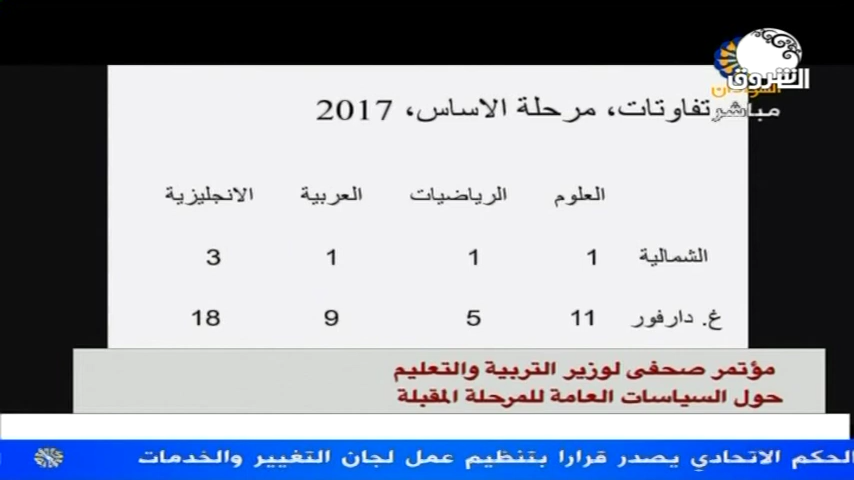 الشروق
السودان
مباشر
تفاوتات، مرحلة الاساس، 2017
العلوم الرياضيات العربية الانجليزية
الشمالية 1 1 1 3
غ. دارفور 11 5 9 18
مؤتمر صحفى لوزير التربية والتعليم
حول السياسات العامة للمرحلة المقبلة
الحكم الاتحادي يصدر قرارا بتنظيم عمل لجان التغيير والخدمات